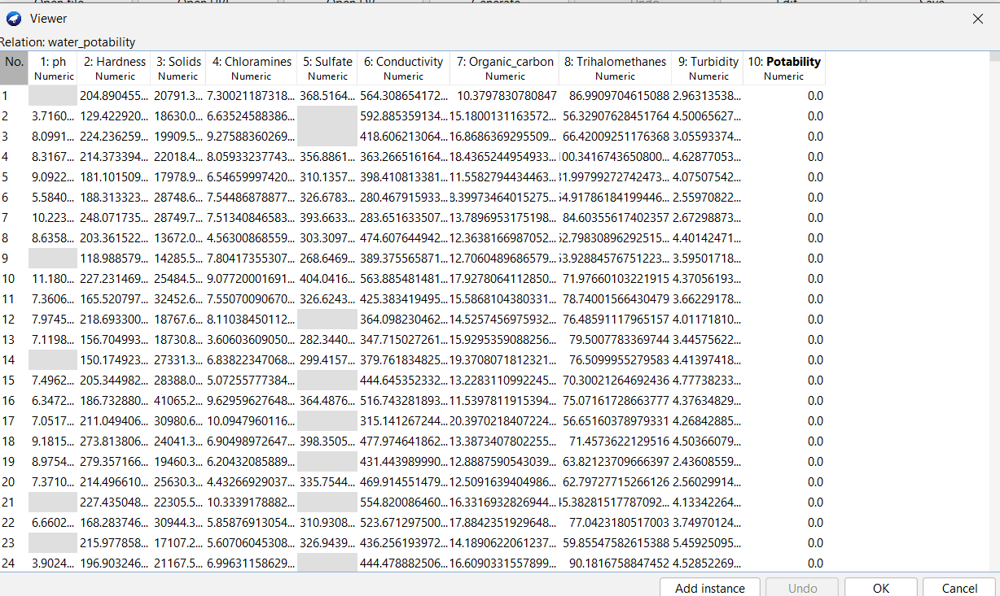 Viewer
Relation: water_potability
No. 1: ph 2: Hardness 3: Solids 4: Chloramines 5: Sulfate 6: Conductivity 7: Organic_carbon 8: Trihalomethanes 9: Turbidity 10: Potability
Numeric Numeric Numeric Numeric Numeric Numeric Numeric Numeric Numeric Numeric
1 204.890455... 20791.3... 7.30021187318... 368.5164... 564.308654172... 10.3797830780847 86.9909704615088 2.96313538... 0.0
2 3.7160... 129.422920... 18630.0... 6.63524588386... 592.885359134... 15.1800131163572... 56.32907628451764 4.50065627... 0.0
3 8.0991... 224.236259... 19909.5... 9.27588360269... 418.606213064... 16.8686369295509... 66.42009251176368 3.05593374... 0.0
4 8.3167... 214.373394... 22018.4... 8.05933237743... 356.8861... 363.266516164... 18.4365244954933... 100.3416743650800... 4.62877053... 0.0
5 9.0922... 181.101509... 17978.9... 6.54659997420... 310.1357... 398.410813381... 11.5582794434463... 31.99799272742473... 4.07507542... 0.0
6 5.5840... 188.313323... 28748.6... 7.54486878877... 326.6783... 280.467915933... 8.39973464015275... 54.91786184199446... 2.55970822... 0.0
7 10.223... 248.071735... 28749.7... 7.51340846583... 393.6633... 283.651633507... 13.7896953175198... 84.60355617402357 2.67298873... 0.0
8 8.6358... 203.361522... 13672.0... 4.56300868559... 303.3097... 474.607644942... 12.3638166987052... 62.79830896292515... 4.40142471... 0.0
9 118.988579... 14285.5... 7.80417355307... 268.6469... 389.375565871... 12.7060489686579... 53.92884576751223... 3.59501718... 0.0
10 11.180... 227.231469... 25484.5... 9.07720001691... 404.0416... 563.885481481... 17.9278064112850... 71.97660103221915 4.37056193... 0.0
11 7.3606... 165.520797... 32452.6... 7.55070090670... 326.6243... 425.383419495... 15.5868104380331... 78.74001566430479 3.66229178... 0.0
12 7.9745... 218.693300... 18767.6... 8.11038450112... 364.098230462... 14.5257456975932... 76.48591117965157 4.01171810... 0.0
13 7.1198... 156.704993... 18730.8... 3.60603609050... 282.3440... 347.715027261... 15.9295359088256... 79.5007783369744 3.44575622... 0.0
14 150.174923... 27331.3... 6.83822347068... 299.4157... 379.761834825... 19.3708071812321... 76.5099955279583 4.41397418... 0.0
15 7.4962... 205.344982... 28388.0... 5.07255777384... 444.645352332... 13.2283110992245... 70.30021264692436 4.77738233... 0.0
16 6.3472... 186.732880... 41065.2... 9.62959627648... 364.4876... 516.743281893... 11.5397811915394... 75.07161728663777 4.37634829... 0.0
17 7.0517... 211.049406... 30980.6... 10.0947960116... 315.141267244... 20.3970218407224... 56.65160378979331 4.26842885... 0.0
18 9.1815... 273.813806... 24041.3... 6.90498972647... 398.3505... 477.974641862... 13.3873407802255... 71.4573622129516 4.50366079... 0.0
19 8.9754... 279.357166... 19460.3... 6.20432085889... 431.443989990... 12.8887590543039... 63.82123709666397 2.43608559... 0.0
20 7.3710... 214.496610... 25630.3... 4.43266929037... 335.7544... 469.914551479... 12.5091639404986... 62.79727715266126 2.56029914... 0.0
21 227.435048... 22305.5... 10.3339178882... 554.820086460... 16.3316932826944... 45.38281517787092... 4.13342264... 0.0
22 6.6602... 168.283746... 30944.3... 5.85876913054... 310.9308... 523.671297500... 17.8842351929648... 77.0423180517003 3.74970124... 0.0
23 215.977858... 17107.2... 5.60706045308... 326.9439... 436.256193972... 14.1890622061237... 59.85547582615388 5.45925095... 0.0
24 3.9024... 196.903246... 21167.5... 6.99631158629... 444.478882506... 16.6090331557899... 90.1816758847452 4.52852269... 0.0
Add instance Undo OK Cancel